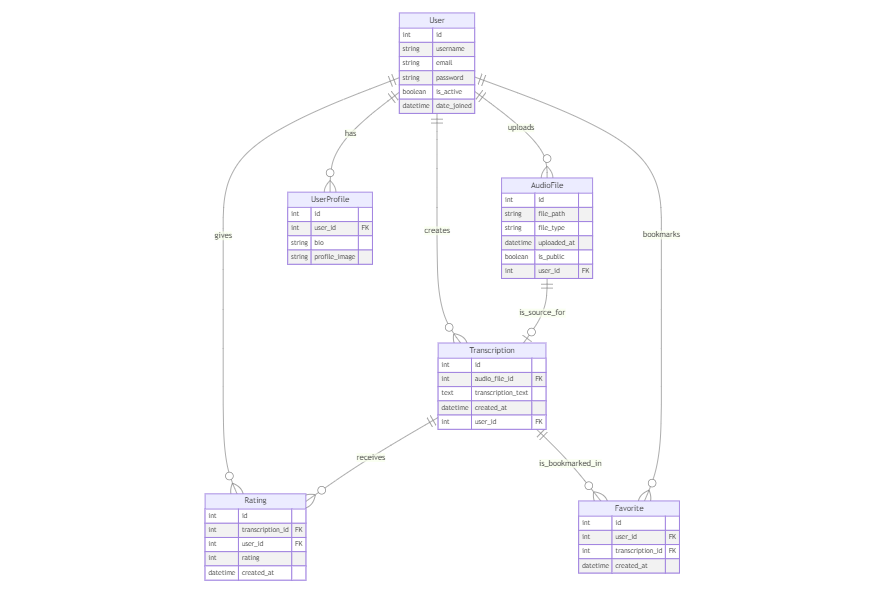 User
int id
string username
string email
string password
boolean is_active
datetime date_joined
has
uploads
UserProfile
int id
int user_id FK
string bio
string profile_image
AudioFile
int id
string file_path
string file_type
datetime uploaded_at
boolean is_public
int user_id FK
gives
creates
bookmarks
is_source_for
Transcription
int id
int audio_file_id FK
text transcription_text
datetime created_at
int user_id FK
receives
is_bookmarked_in
Rating
int id
int transcription_id FK
int user_id FK
int rating
datetime created_at
Favorite
int id
int user_id FK
int transcription_id FK
datetime created_at